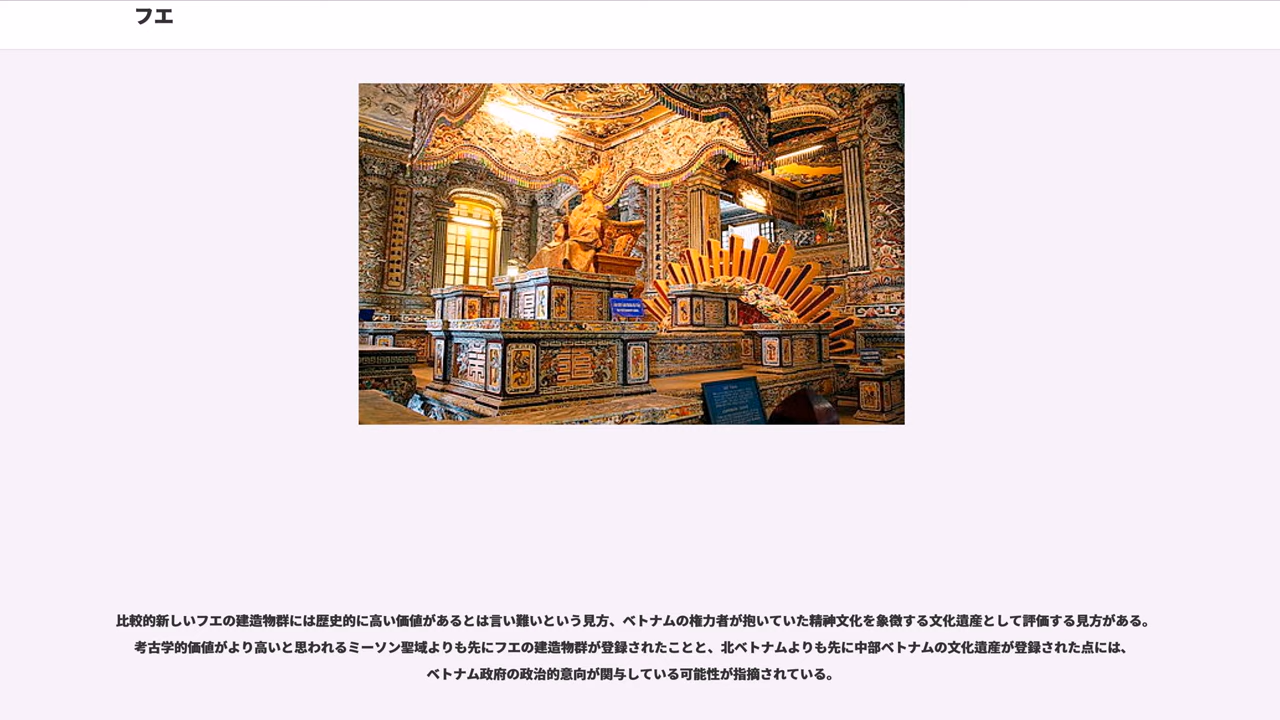 フエ
比較的新しいフエの建造物群には歴史的に高い価値があるとは言い難いという見方、ベトナムの権力者が抱いていた精神文化を象徴する文化遺産として評価する見方がある。
考古学的価値がより高いと思われるミーソン聖域よりも先にフエの建造物群が登録されたことと、北ベトナムよりも先に中部ベトナムの文化遺産が登録された点には、
ベトナム政府の政治的意向が関与している可能性が指摘されている。